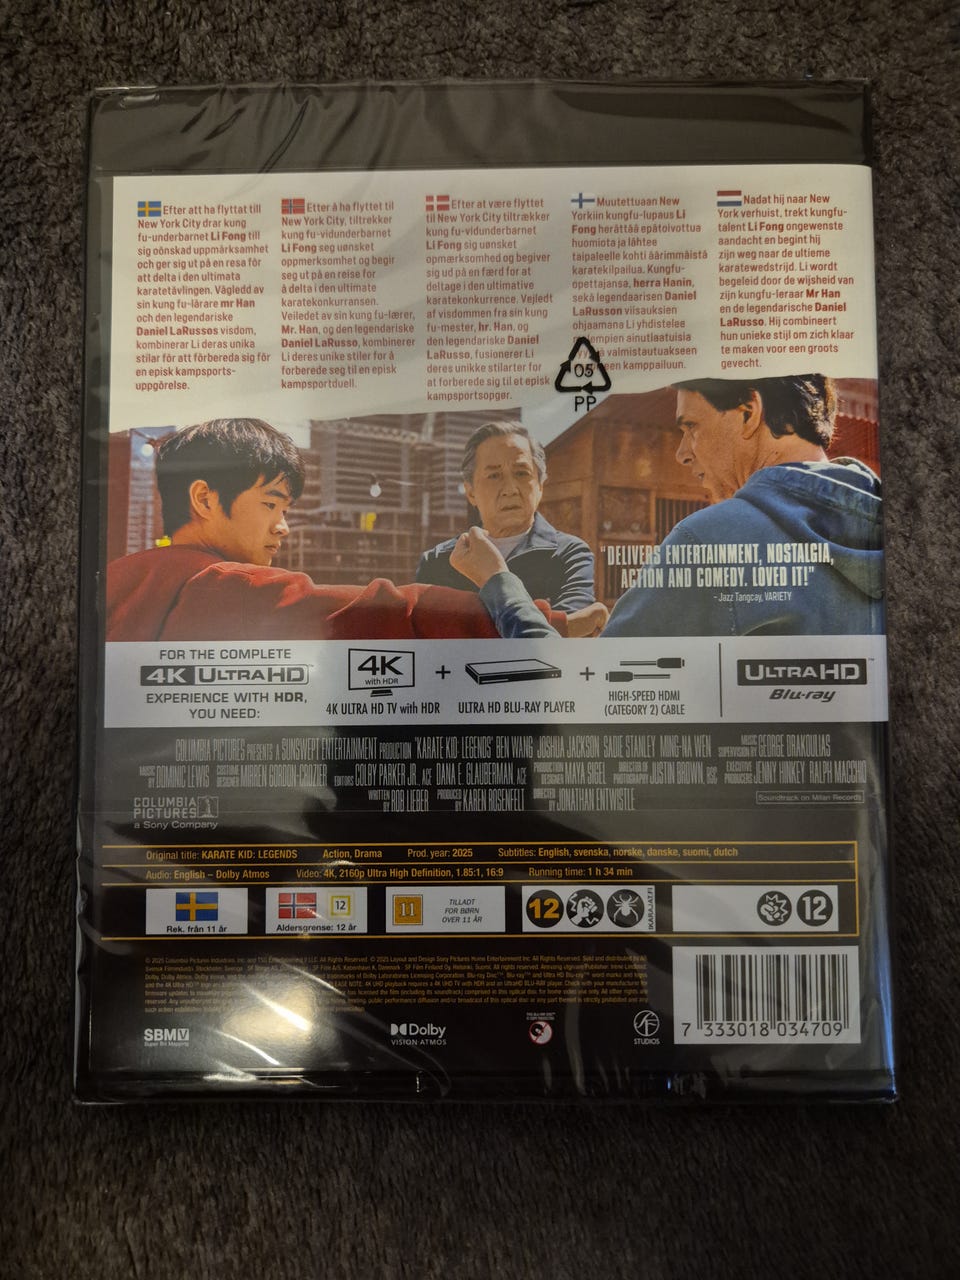 Efter att ha flyttat till
New York City drar kung
fu-underbarnet Li Fong till
sig oönskad uppmärksamhet
och ger sig ut på en resa för
att delta i den ultimata
karatetävlingen. Vägledd av
sin kung fu-lärare mr Han
och den legendariske
Daniel LaRussos visdom,
kombinerar Li deras unika
stilar för att förbereda sig för
en episk kampsports-
uppgörelse.
Etter å ha flyttet til
New York City, tiltrekker
kung fu-vidunderbarnet
Li Fong seg uønsket
oppmerksomhet og begir
seg ut på en reise for
å delta i den ultimate
karatekonkurransen.
Veiledet av sin kung fu-lærer,
Mr. Han, og den legendariske
Daniel LaRusso, kombinerer
Li deres unike stiler for å
forberede seg til en episk
kampsportduell.
Efter at være flyttet
til New York City tiltrækker
kung fu-vidunderbarnet
Li Fong sig uønsket
opmærksomhed og begiver
sig ud på en færd for at
deltage i den ultimative
karatekonkurrence. Vejledt
af visdommen fra sin kung
fu-mester, hr. Han, og
den legendariske Daniel
LaRusso, fusionerer Li
deres unikke stilarter for
at forberede sig til et episk
kampsportsopgør.
Muutettuaan New
Yorkiin kungfu-lupaus Li
Fong herättää epätoivottua
huomiota ja lähtee
taipaleelle kohti äärimmäistä
karatekilpailua. Kungfu-
opettajansa, herra Hanin,
sekä legendaarisen Daniel
LaRusson viisauksien
ohjaamana Li yhdistelee
ainutlaatuisia
valmistautuakseen
kamppailuun.
Nadat hij naar New
York verhuist, trekt kungfu-
talent Li Fong ongewenste
aandacht en begint hij
zijn weg naar de ultieme
karatewedstrijd. Li wordt
begeleid door de wijsheid van
zijn kungfu-leraar Mr Han
en de legendarische Daniel
LaRusso. Hij combineert
hun unieke stijl om zich klaar
te maken voor een groots
gevecht.
05
PP
"DELIVERS ENTERTAINMENT, NOSTALGIA,
ACTION AND COMEDY. LOVED IT!"
- Jazz Tangcay, VARIETY
FOR THE COMPLETE
4K ULTRA HD™
EXPERIENCE WITH HDR,
YOU NEED:
4K
with HDR
4K ULTRA HD TV with HDR
+
ULTRA HD BLU-RAY PLAYER
+
HIGH-SPEED HDMI
(CATEGORY 2) CABLE
ULTRA HD™
Blu-ray
COLUMBIA PICTURES PRESENTS A SUNSWEPT ENTERTAINMENT PRODUCTION "KARATE KID: LEGENDS" BEN WANG JOSHUA JACKSON SADIE STANLEY MING-NA WEN MUSIC SUPERVISION BY GEORGE DRAKOULIAS
MUSIC BY DOMINIC LEWIS COSTUME DESIGNER MIRREN GORDON-CROZIER EDITORS COLBY PARKER JR., ACE DANA E. GLAUBERMAN, ACE PRODUCTION DESIGNER MAYA SIGEL DIRECTOR OF PHOTOGRAPHY JUSTIN BROWN EXECUTIVE PRODUCERS JENNY HINKEY RALPH MACCHIO
WRITTEN BY ROB LIEBER PRODUCED BY KAREN ROSENFELT DIRECTED BY JONATHAN ENTWISTLE
COLUMBIA
PICTURES
a Sony Company
Soundtrack on Milan Records
Original title: KARATE KID: LEGENDS Action, Drama Prod. year: 2025 Subtitles: English, svenska, norske, danske, suomi, dutch
Audio: English – Dolby Atmos Video: 4K, 2160p Ultra High Definition, 1.85:1, 16:9 Running time: 1 h 34 min
Rek. från 11 år
12
Aldersgrense: 12 år
11
TILLADT
FOR BØRN
OVER 11 ÅR
12
IKARAJAT.FI
12
SBMV
Super Bit Mapping
Dolby
VISION·ATMOS
SF
STUDIOS
7 333018 034709